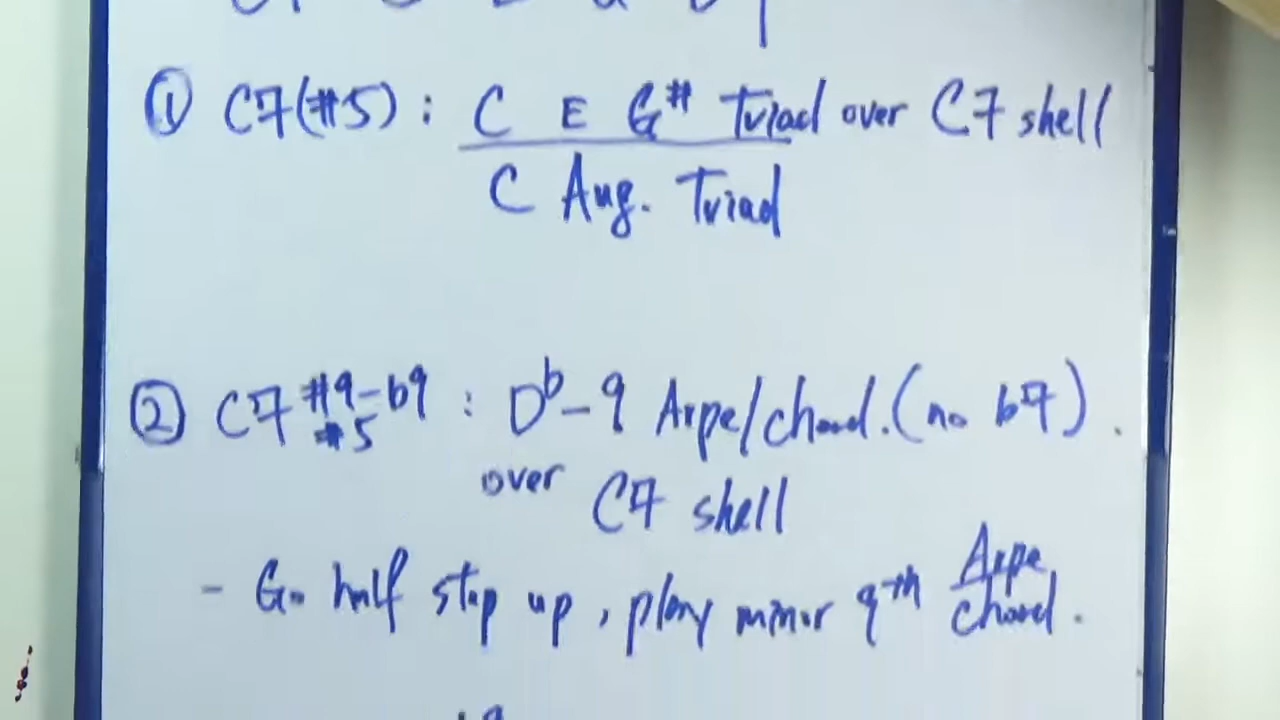 ① C7(#5) : C E G# Triad over C7 shell
C Aug. Triad
② C7 #9-b9 #5 : Db-9 Arpe/chord. (no b7).
over C7 shell
- Go half step up, play minor 9th Arpe chord.